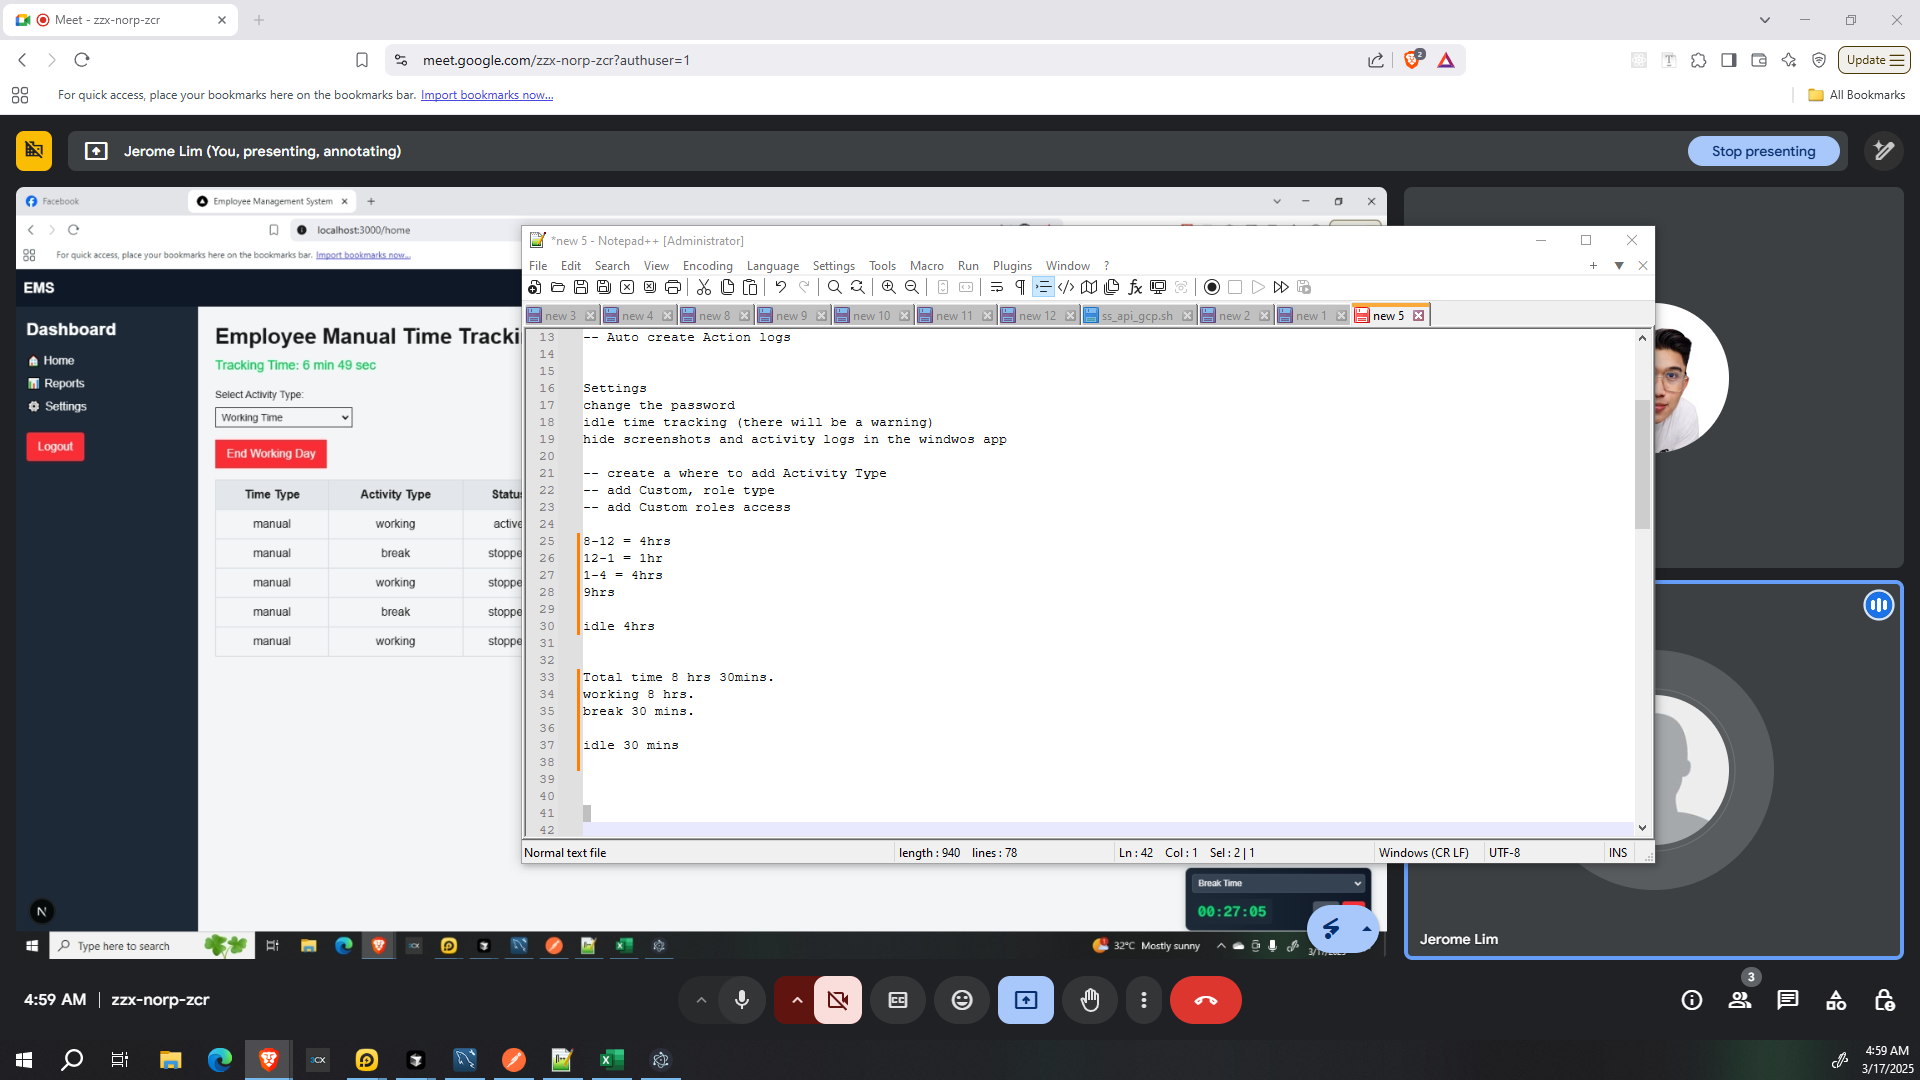 Meet - zzx-norp-zcr
meet.google.com/zzx-norp-zcr?authuser=1
2
Update
For quick access, place your bookmarks here on the bookmarks bar. Import bookmarks now...
All Bookmarks
Jerome Lim (You, presenting, annotating)
Stop presenting
Facebook
Employee Management System
localhost:3000/home
For quick access, place your bookmarks here on the bookmarks bar. Import bookmarks now...
EMS
Dashboard
Home
Reports
Settings
Logout
Employee Manual Time Tracki
Tracking Time: 6 min 49 sec
Select Activity Type:
Working Time
End Working Day
Time Type Activity Type Status
manual working active
manual break stoppe
manual working stoppe
manual break stoppe
manual working stoppe
N
*new 5 - Notepad++ [Administrator]
File Edit Search View Encoding Language Settings Tools Macro Run Plugins Window ?
new 3 new 4 new 8 new 9 new 10 new 11 new 12 ss_api_gcp.sh new 2 new 1 new 5
13 -- Auto create Action logs
14
15
16 Settings
17 change the password
18 idle time tracking (there will be a warning)
19 hide screenshots and activity logs in the windwos app
20
21 -- create a where to add Activity Type
22 -- add Custom, role type
23 -- add Custom roles access
24
25 8-12 = 4hrs
26 12-1 = 1hr
27 1-4 = 4hrs
28 9hrs
29
30 idle 4hrs
31
32
33 Total time 8 hrs 30mins.
34 working 8 hrs.
35 break 30 mins.
36
37 idle 30 mins
38
39
40
41
42
Normal text file length : 940 lines : 78 Ln : 42 Col : 1 Sel : 2 | 1 Windows (CR LF) UTF-8 INS
Break Time
00:27:05
Type here to search
32°C Mostly sunny
Jerome Lim
4:59 AM | zzx-norp-zcr
3
4:59 AM
3/17/2025